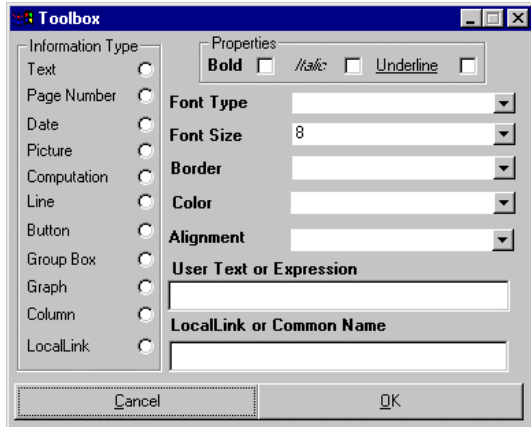 Toolbox
Information Type
Text
Page Number
Date
Picture
Computation
Line
Button
Group Box
Graph
Column
LocalLink
Properties
Bold Italic Underline
Font Type
Font Size 8
Border
Color
Alignment
User Text or Expression
LocalLink or Common Name
Cancel OK